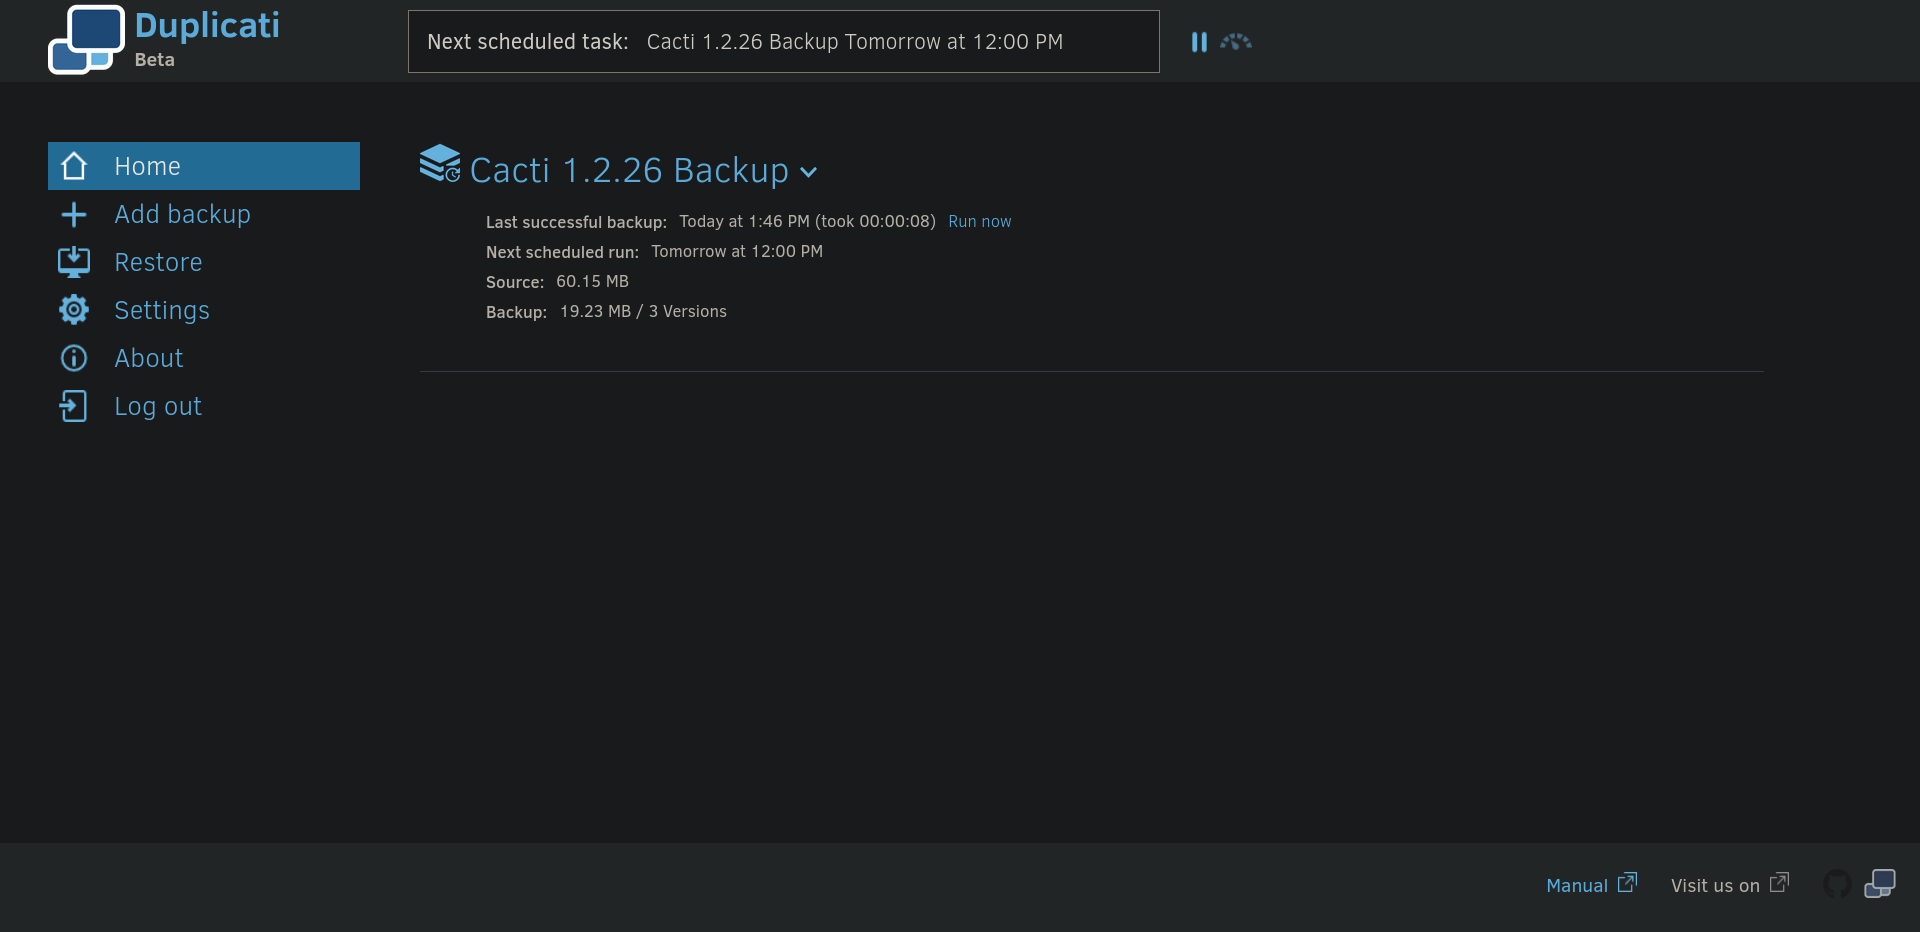 Duplicati
Beta
Next scheduled task: Cacti 1.2.26 Backup Tomorrow at 12:00 PM
Home
Add backup
Restore
Settings
About
Log out
Cacti 1.2.26 Backup
Last successful backup: Today at 1:46 PM (took 00:00:08) Run now
Next scheduled run: Tomorrow at 12:00 PM
Source: 60.15 MB
Backup: 19.23 MB / 3 Versions
Manual Visit us on